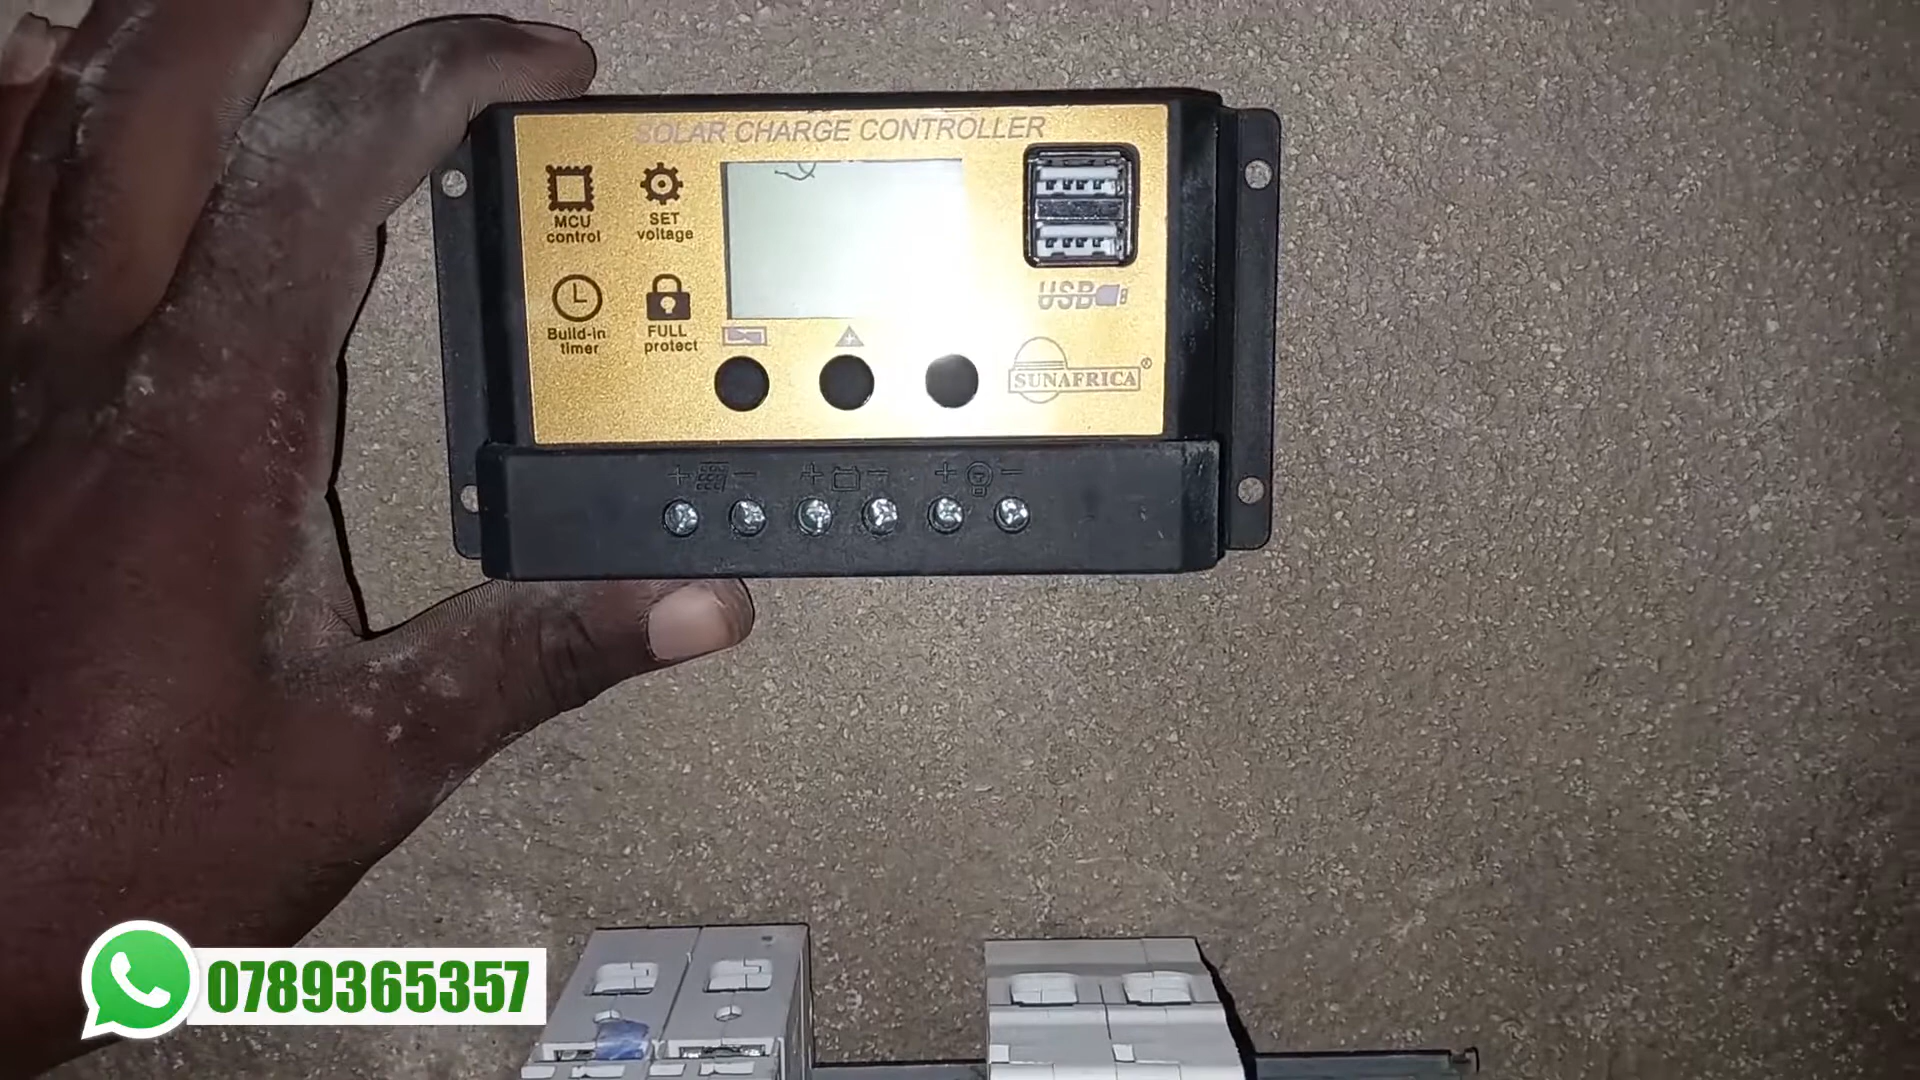 SOLAR CHARGE CONTROLLER
MCU
control
SET
voltage
Build-in
timer
FULL
protect
USB
SUNAFRICA®
+ - + - + -
0789365357